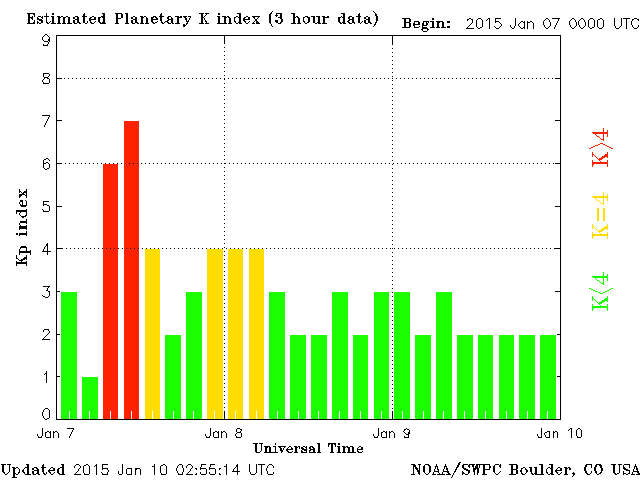 Estimated Planetary K index (3 hour data) Begin: 2015 Jan 07 0000 UTC
9
8
7
6
5
4
3
2
1
0
Kp index
K>4
K=4
K<4
Jan 7 Jan 8 Jan 9 Jan 10
Universal Time
Updated 2015 Jan 10 02:55:14 UTC NOAA/SWPC Boulder, CO USA